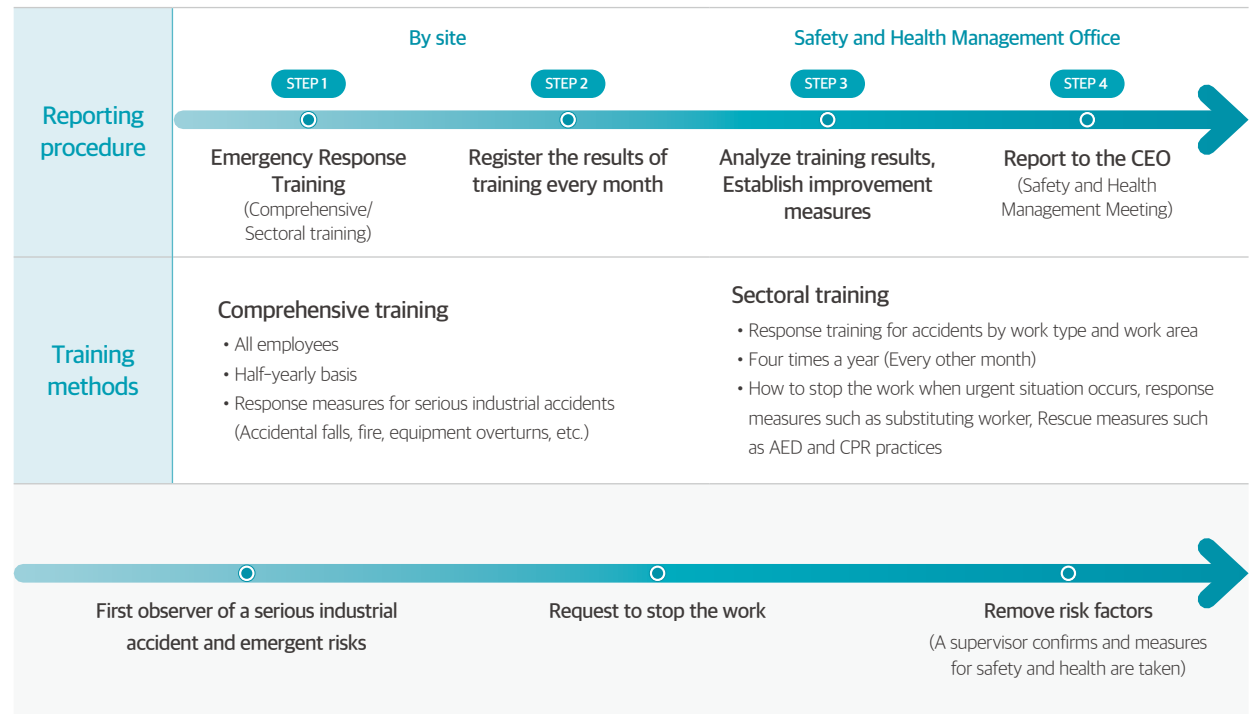 Reporting
procedure
By site
Safety and Health Management Office
STEP 1
STEP 2
STEP 3
STEP 4
Emergency Response
Training
(Comprehensive/
Sectoral training)
Register the results of
training every month
Analyze training results,
Establish improvement
measures
Report to the CEO
(Safety and Health
Management Meeting)
Training
methods
Comprehensive training
• All employees
• Half-yearly basis
• Response measures for serious industrial accidents
(Accidental falls, fire, equipment overturns, etc.)
Sectoral training
• Response training for accidents by work type and work area
• Four times a year (Every other month)
• How to stop the work when urgent situation occurs, response
measures such as substituting worker, Rescue measures such
as AED and CPR practices
First observer of a serious industrial
accident and emergent risks
Request to stop the work
Remove risk factors
(A supervisor confirms and measures
for safety and health are taken)